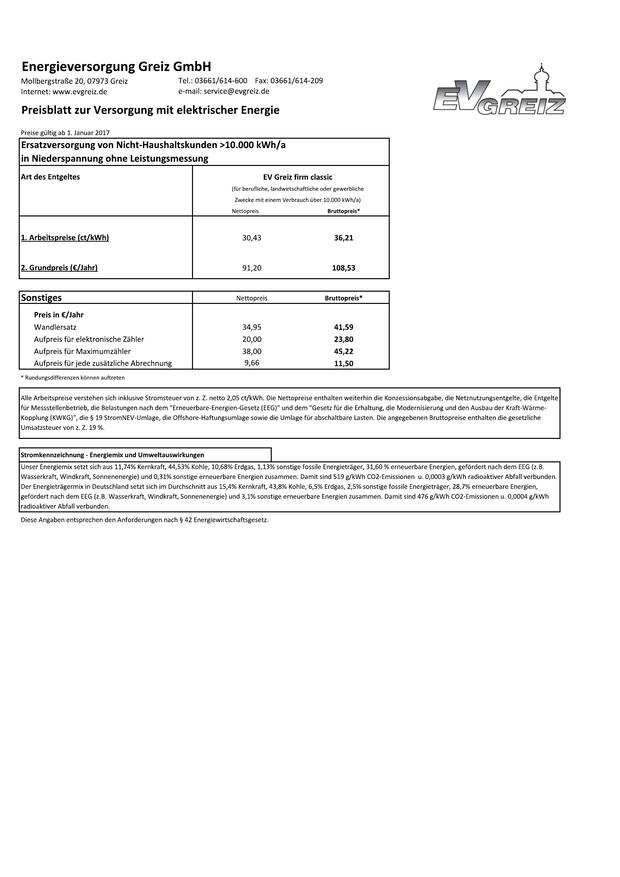 Energieversorgung Greiz GmbH
Mollbergstraße 20, 07973 Greiz Tel.: 03661/614-600 Fax: 03661/614-209
Internet: www.evgreiz.de e-mail: service@evgreiz.de
EVGREIZ
Preisblatt zur Versorgung mit elektrischer Energie
Preise gültig ab 1. Januar 2017
Ersatzversorgung von Nicht-Haushaltskunden >10.000 kWh/a
in Niederspannung ohne Leistungsmessung
Art des Entgeltes EV Greiz firm classic
(für berufliche, landwirtschaftliche oder gewerbliche
Zwecke mit einem Verbrauch über 10.000 kWh/a)
Nettopreis Bruttopreis*
1. Arbeitspreise (ct/kWh) 30,43 36,21
2. Grundpreis (€/Jahr) 91,20 108,53
Sonstiges Nettopreis Bruttopreis*
Preis in €/Jahr
Wandlersatz 34,95 41,59
Aufpreis für elektronische Zähler 20,00 23,80
Aufpreis für Maximumzähler 38,00 45,22
Aufpreis für jede zusätzliche Abrechnung 9,66 11,50
* Rundungsdifferenzen können auftreten
Alle Arbeitspreise verstehen sich inklusive Stromsteuer von z. Z. netto 2,05 ct/kWh. Die Nettopreise enthalten weiterhin die Konzessionsabgabe, die Netznutzungsentgelte, die Entgelte
für Messstellenbetrieb, die Belastungen nach dem "Erneuerbare-Energien-Gesetz (EEG)" und dem "Gesetz für die Erhaltung, die Modernisierung und den Ausbau der Kraft-Wärme-
Kopplung (KWKG)", die § 19 StromNEV-Umlage, die Offshore-Haftungsumlage sowie die Umlage für abschaltbare Lasten. Die angegebenen Bruttopreise enthalten die gesetzliche
Umsatzsteuer von z. Z. 19 %.
Stromkennzeichnung - Energiemix und Umweltauswirkungen
Unser Energiemix setzt sich aus 11,74% Kernkraft, 44,53% Kohle, 10,68% Erdgas, 1,13% sonstige fossile Energieträger, 31,60 % erneuerbare Energien, gefördert nach dem EEG (z.B.
Wasserkraft, Windkraft, Sonnenenergie) und 0,31% sonstige erneuerbare Energien zusammen. Damit sind 519 g/kWh CO2-Emissionen u. 0,0003 g/kWh radioaktiver Abfall verbunden.
Der Energieträgermix in Deutschland setzt sich im Durchschnitt aus 15,4% Kernkraft, 43,8% Kohle, 6,5% Erdgas, 2,5% sonstige fossile Energieträger, 28,7% erneuerbare Energien,
gefördert nach dem EEG (z.B. Wasserkraft, Windkraft, Sonnenenergie) und 3,1% sonstige erneuerbare Energien zusammen. Damit sind 476 g/kWh CO2-Emissionen u. 0,0004 g/kWh
radioaktiver Abfall verbunden.
Diese Angaben entsprechen den Anforderungen nach § 42 Energiewirtschaftsgesetz.